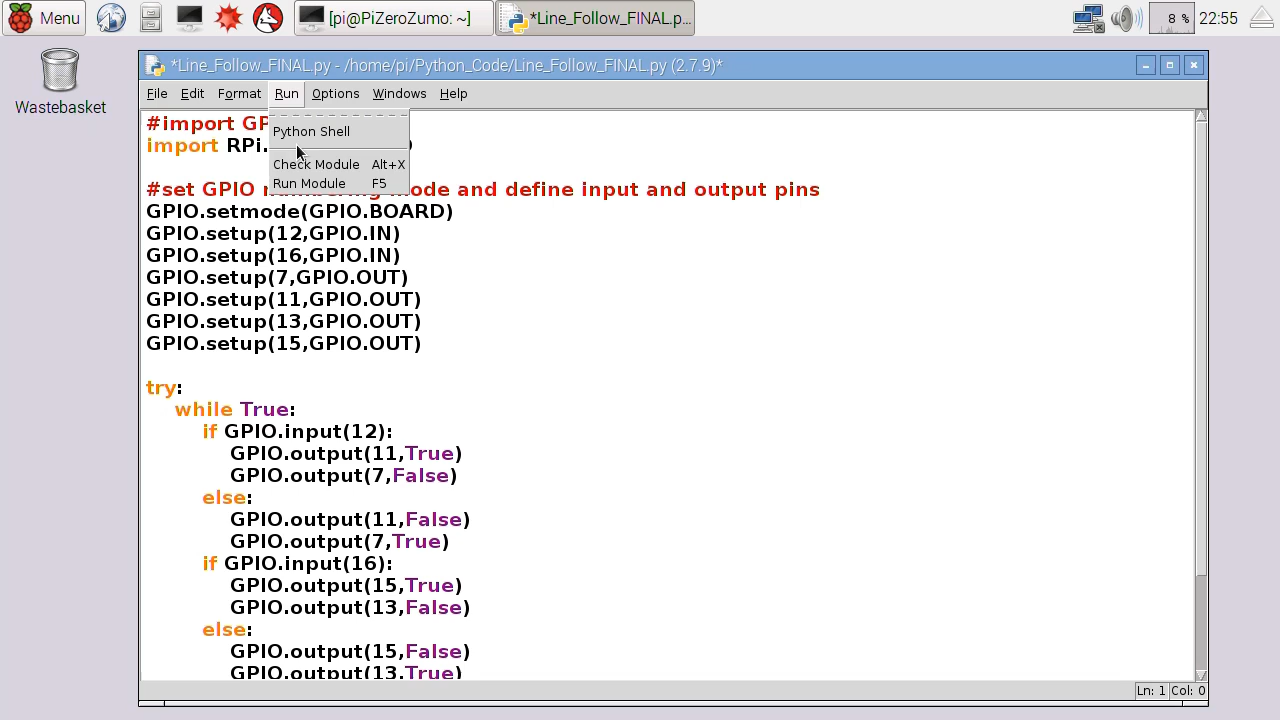 Menu
[pi@PiZeroZumo: ~]
*Line_Follow_FINAL.p...
8 %
22:55
Wastebasket
*Line_Follow_FINAL.py - /home/pi/Python_Code/Line_Follow_FINAL.py (2.7.9)*
File Edit Format Run Options Windows Help
Python Shell
Check Module Alt+X
Run Module F5
#import GP
import RPi.
#set GPIO mode and define input and output pins
GPIO.setmode(GPIO.BOARD)
GPIO.setup(12,GPIO.IN)
GPIO.setup(16,GPIO.IN)
GPIO.setup(7,GPIO.OUT)
GPIO.setup(11,GPIO.OUT)
GPIO.setup(13,GPIO.OUT)
GPIO.setup(15,GPIO.OUT)
try:
while True:
if GPIO.input(12):
GPIO.output(11,True)
GPIO.output(7,False)
else:
GPIO.output(11,False)
GPIO.output(7,True)
if GPIO.input(16):
GPIO.output(15,True)
GPIO.output(13,False)
else:
GPIO.output(15,False)
GPIO.output(13,True)
Ln: 1 Col: 0